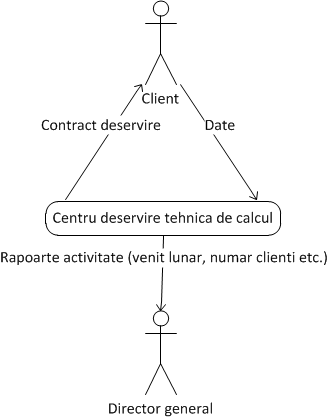 Client
Contract deservire
Date
Centru deservire tehnica de calcul
Rapoarte activitate (venit lunar, numar clienti etc.)
Director general